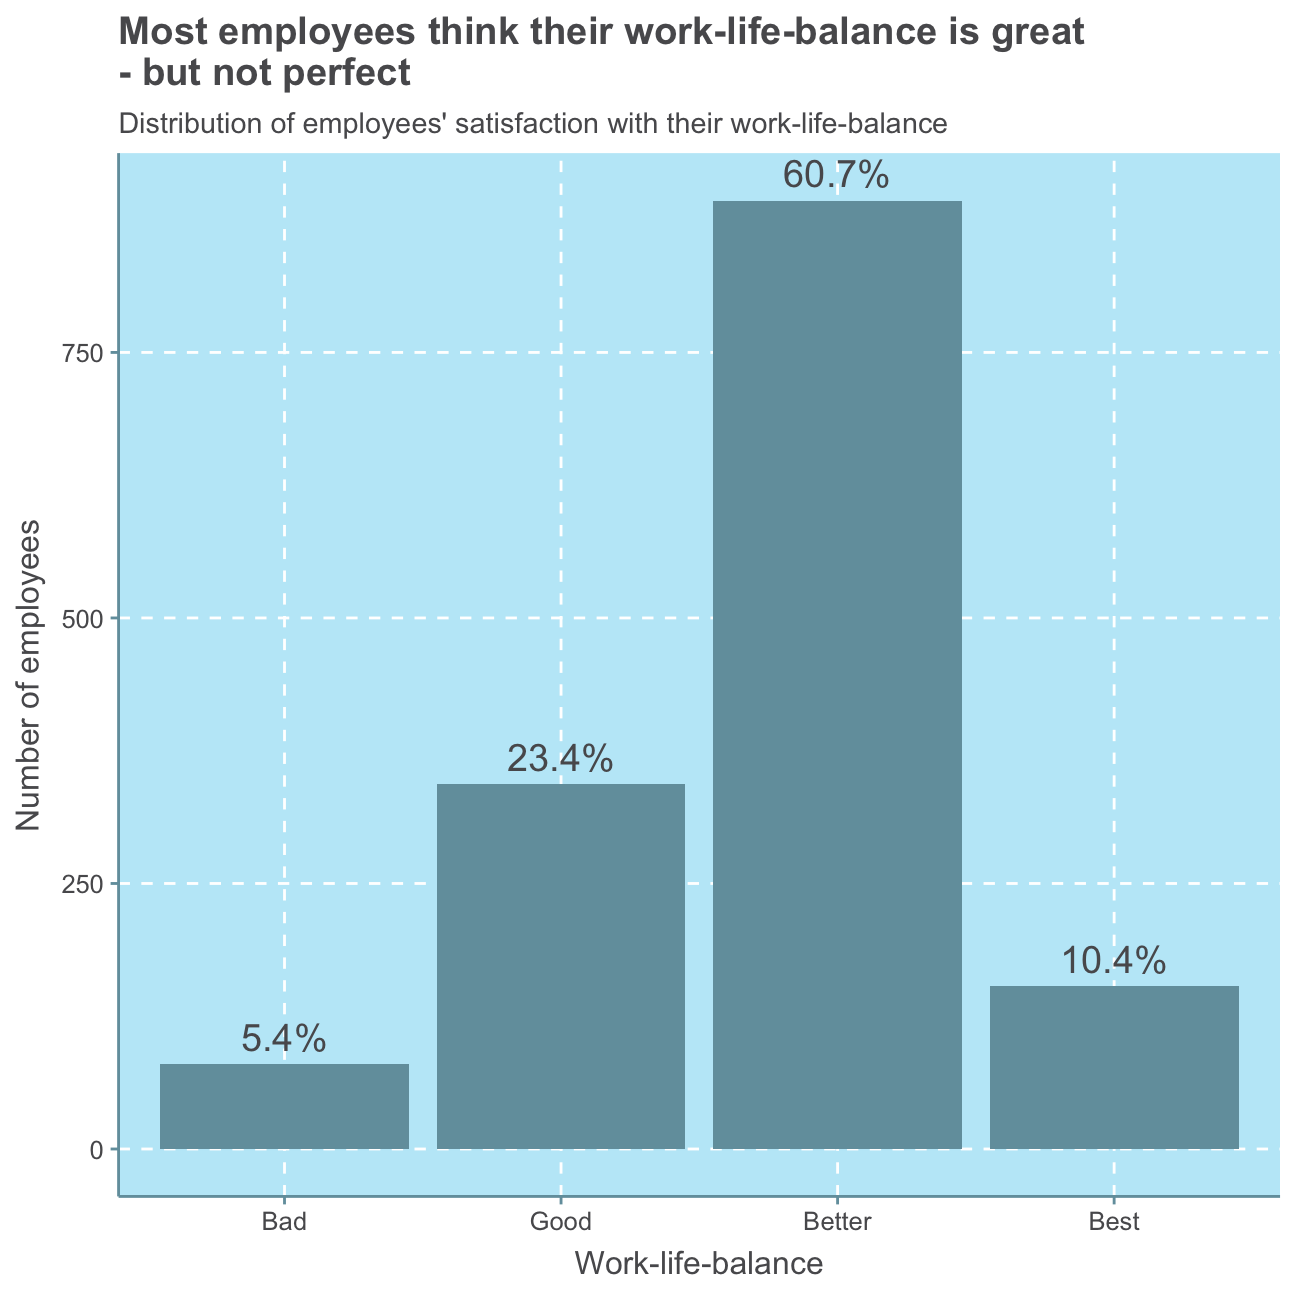 Most employees think their work-life-balance is great
- but not perfect
Distribution of employees' satisfaction with their work-life-balance
60.7%
750
Number of employees
500
23.4%
250
10.4%
5.4%
0
Bad
Good
Better
Best
Work-life-balance